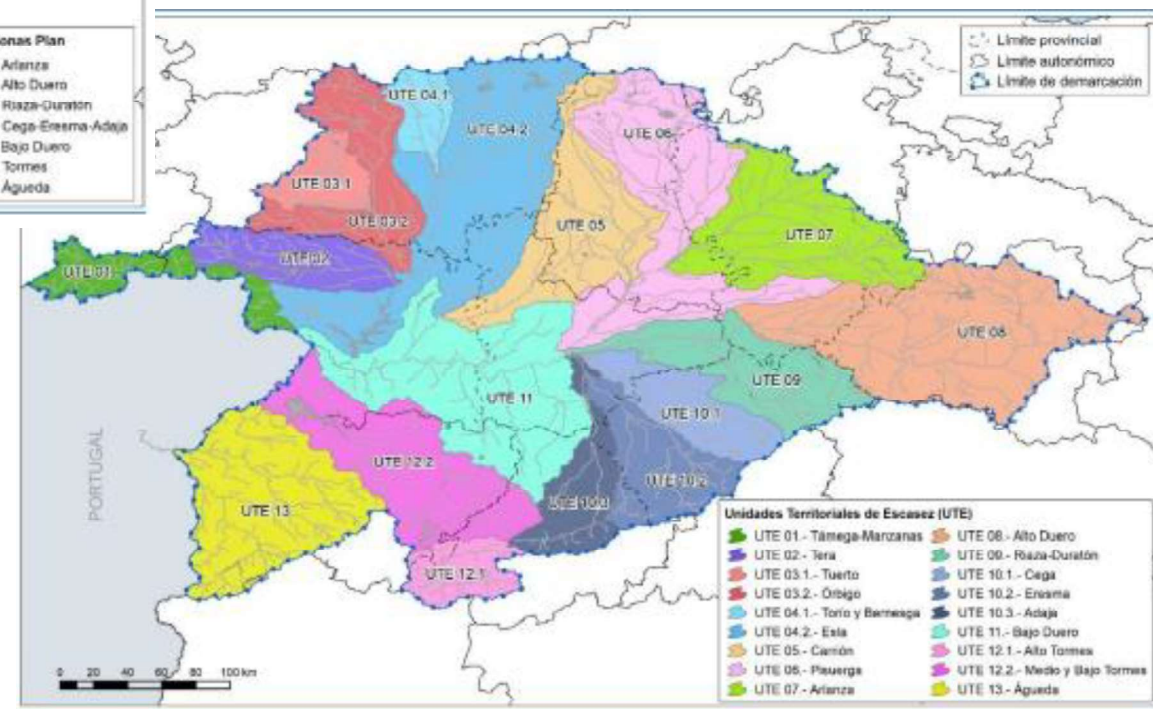 onas Plan
Arlanza
Alto Duero
Riaza-Duratón
Cega-Eresma-Adaja
Bajo Duero
Tormes
Águeda
Límite provincial
Límite autonómico
Límite de demarcación
UTE 04.1
UTE 04.2
UTE 06
UTE 03.1
UTE 03.2
UTE 05
UTE 07
UTE 02
UTE 01
UTE 08
UTE 09
UTE 11
UTE 10.1
UTE 12.2
UTE 10.2
UTE 10.3
UTE 13
UTE 12.1
PORTUGAL
Unidades Territoriales de Escasez (UTE)
UTE 01.- Támega-Manzanas
UTE 02.- Tera
UTE 03.1.- Tuerto
UTE 03.2.- Órbigo
UTE 04.1.- Torío y Bernesga
UTE 04.2.- Esla
UTE 05.- Carrión
UTE 06.- Pisuerga
UTE 07.- Arlanza
UTE 08.- Alto Duero
UTE 09.- Riaza-Duratón
UTE 10.1.- Cega
UTE 10.2.- Eresma
UTE 10.3.- Adaja
UTE 11.- Bajo Duero
UTE 12.1.- Alto Tormes
UTE 12.2.- Medio y Bajo Tormes
UTE 13.- Águeda
0 20 40 60 80 100 km